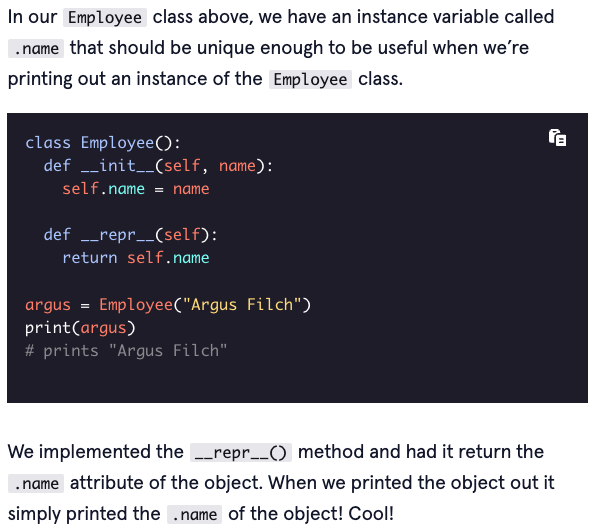 In our Employee class above, we have an instance variable called
.name that should be unique enough to be useful when we’re
printing out an instance of the Employee class.
class Employee():
  def __init__(self, name):
    self.name = name
  def __repr__(self):
    return self.name
argus = Employee("Argus Filch")
print(argus)
# prints "Argus Filch"
We implemented the __repr__() method and had it return the
.name attribute of the object. When we printed the object out it
simply printed the .name of the object! Cool!